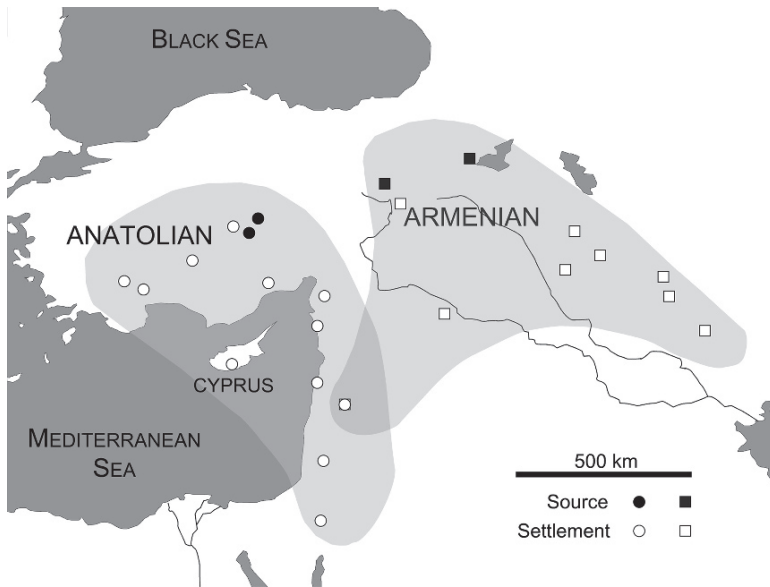 BLACK SEA
ANATOLIAN
ARMENIAN
CYPRUS
MEDITERRANEAN
SEA
500 km
Source
Settlement